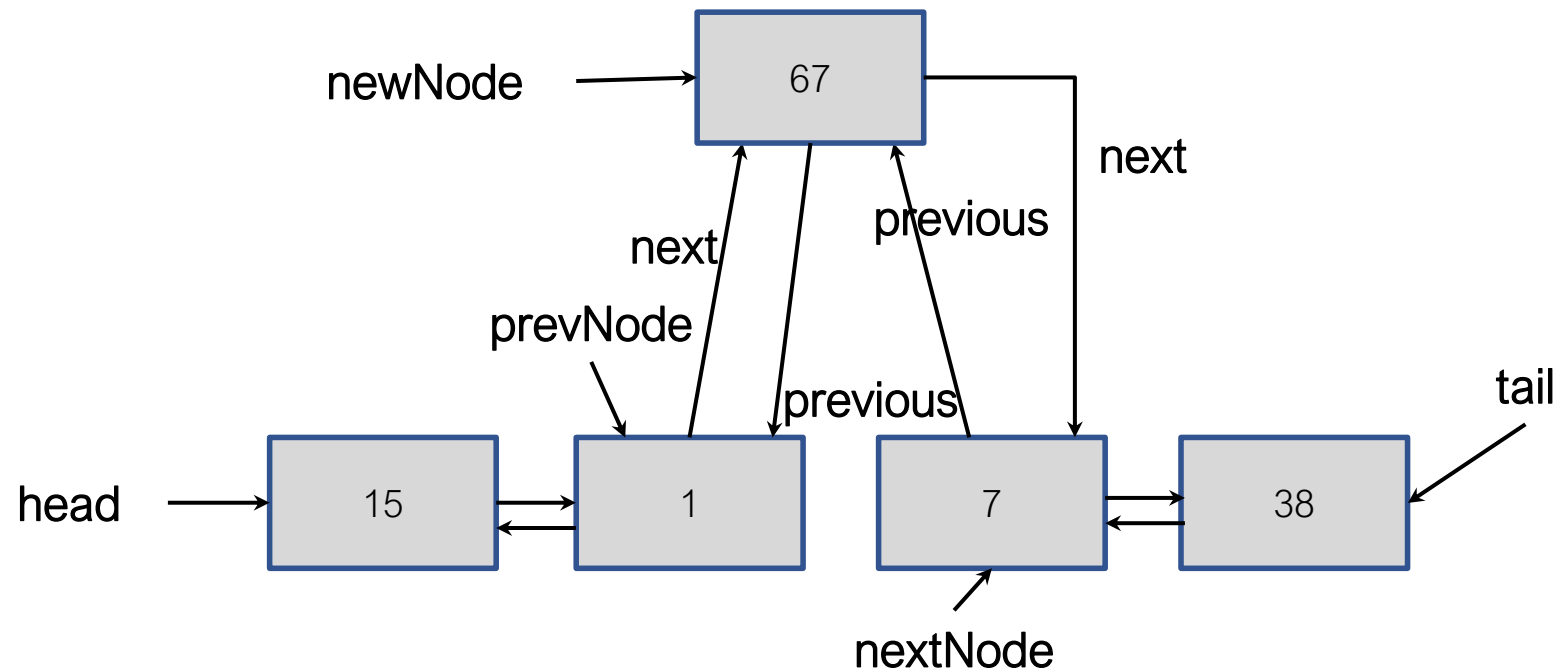 newNode
67
next
previous
next
prevNode
previous
tail
head
15
1
7
38
nextNode